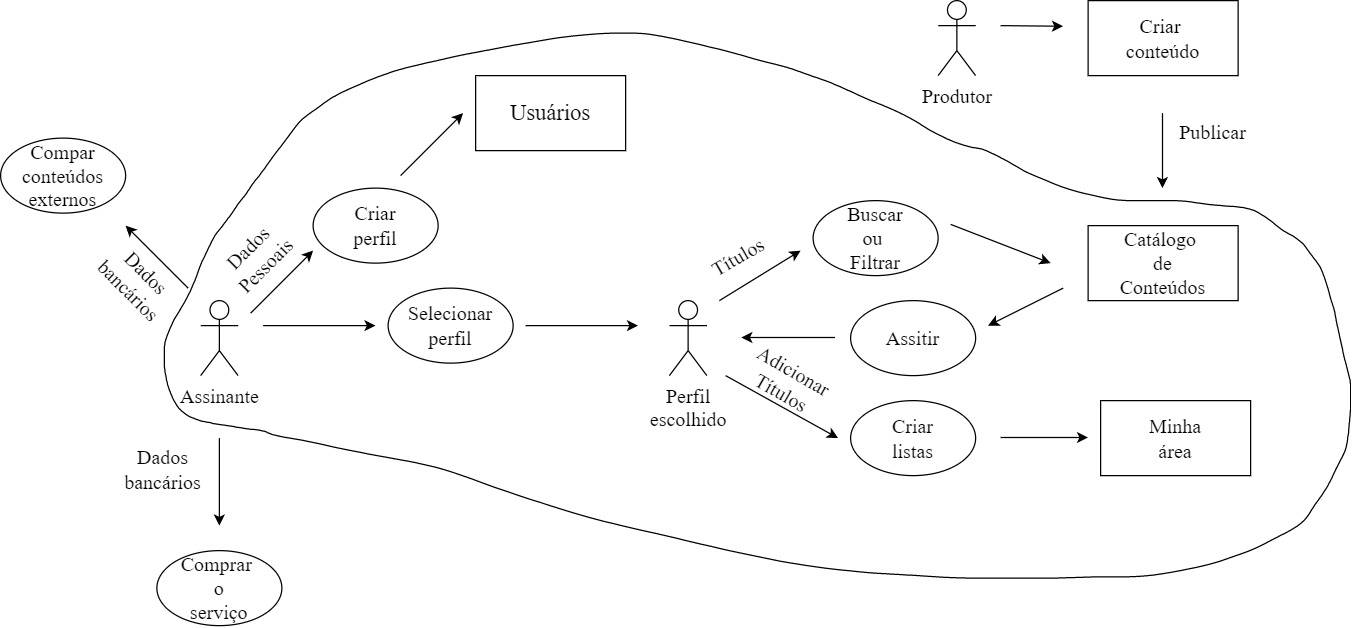 Criar
conteúdo
Produtor
Publicar
Usuários
Compar
conteúdos
externos
Criar
perfil
Dados
Pessoais
Dados
bancários
Buscar
ou
Filtrar
Títulos
Catálogo
de
Conteúdos
Selecionar
perfil
Assitir
Assinante
Perfil
escolhido
Adicionar
Títulos
Criar
listas
Minha
área
Dados
bancários
Comprar
o
serviço